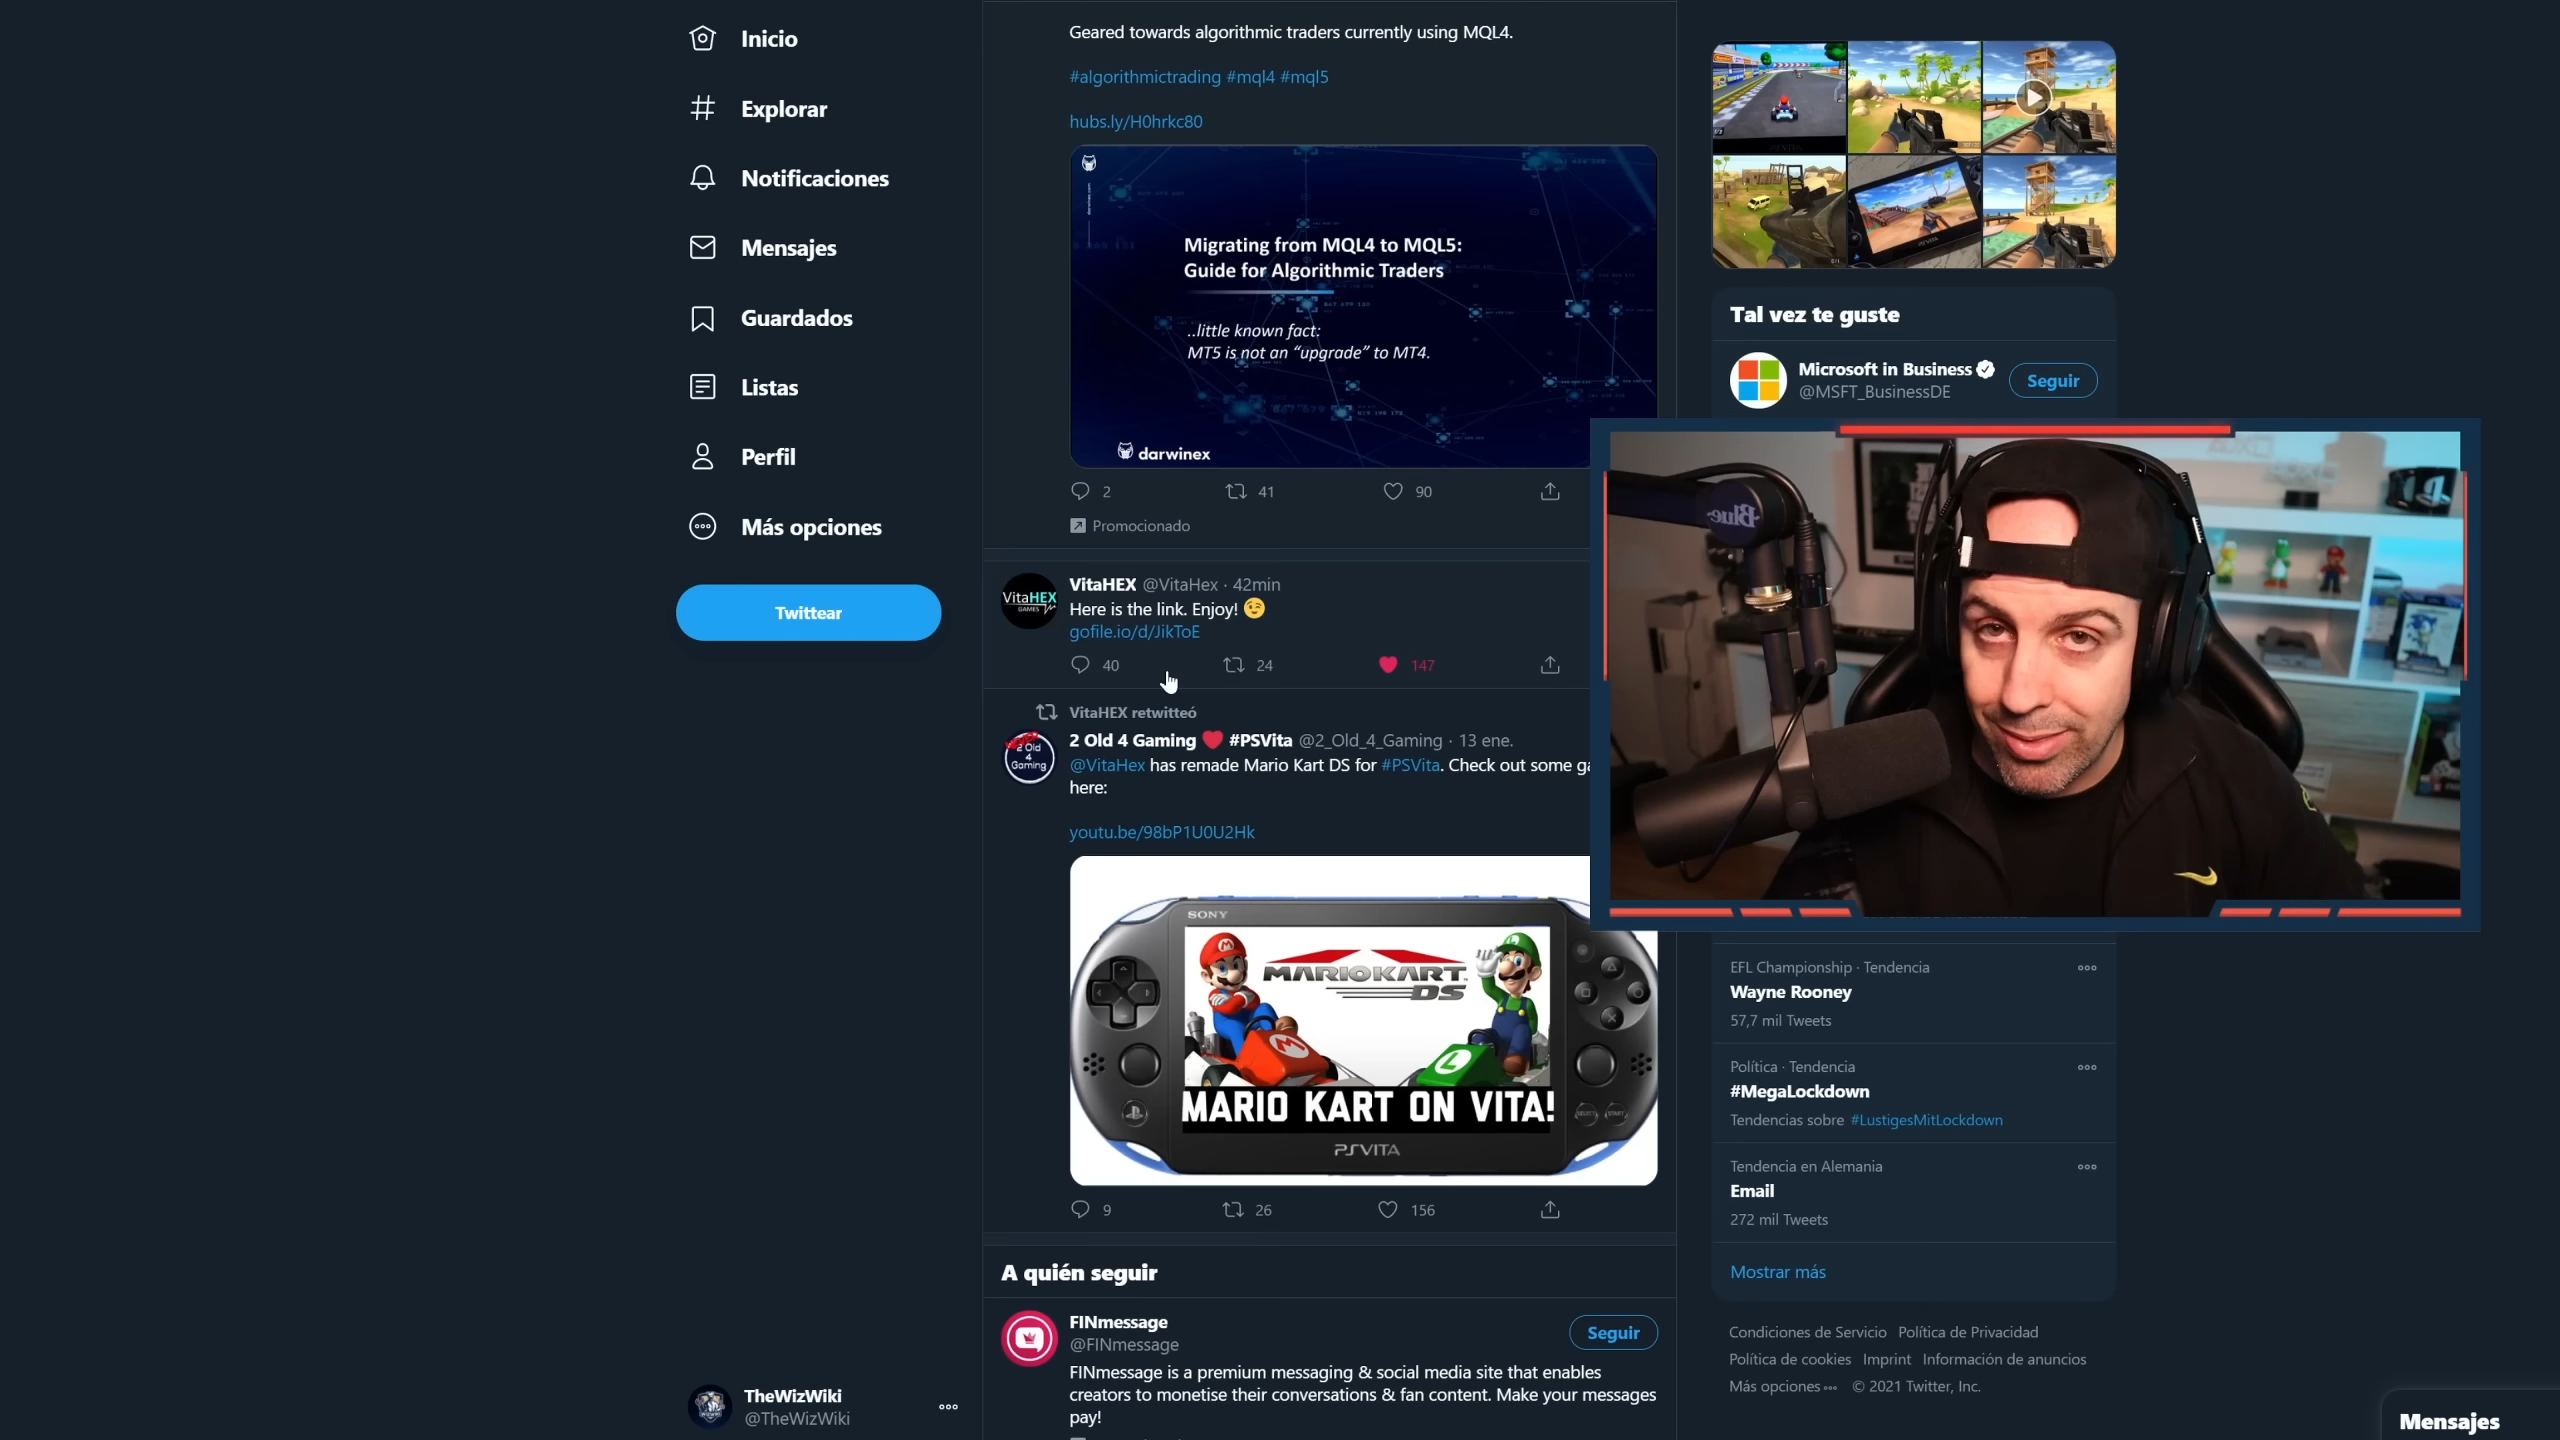 Inicio
Explorar
Notificaciones
Mensajes
Guardados
Listas
Perfil
Más opciones
Twittear
TheWizWiki
@TheWizWiki
Geared towards algorithmic traders currently using MQL4.
#algorithmictrading #mql4 #mql5
hubs.ly/H0hrkc80
Migrating from MQL4 to MQL5:
Guide for Algorithmic Traders
..little known fact:
MT5 is not an “upgrade” to MT4.
darwinex
2 41 90
Promocionado
VitaHEX
GAMES
VitaHEX @VitaHex · 42min
Here is the link. Enjoy! 😉
gofile.io/d/JikToE
40 24 147
VitaHEX retwitteó
2 Old
4
Gaming
2 Old 4 Gaming ❤️ #PSVita @2_Old_4_Gaming · 13 ene.
@VitaHex has remade Mario Kart DS for #PSVita. Check out some ga
here:
youtu.be/98bP1U0U2Hk
SONY
MARIOKART
DS
MARIO KART ON VITA!
PSVITA
9 26 156
A quién seguir
FINmessage
@FINmessage
Seguir
FINmessage is a premium messaging & social media site that enables
creators to monetise their conversations & fan content. Make your messages
pay!
Tal vez te guste
Microsoft in Business
@MSFT_BusinessDE
Seguir
Blue
EFL Championship · Tendencia
Wayne Rooney
57,7 mil Tweets
Política · Tendencia
#MegaLockdown
Tendencias sobre #LustigesMitLockdown
Tendencia en Alemania
Email
272 mil Tweets
Mostrar más
Condiciones de Servicio Política de Privacidad
Política de cookies Imprint Información de anuncios
Más opciones © 2021 Twitter, Inc.
Mensajes